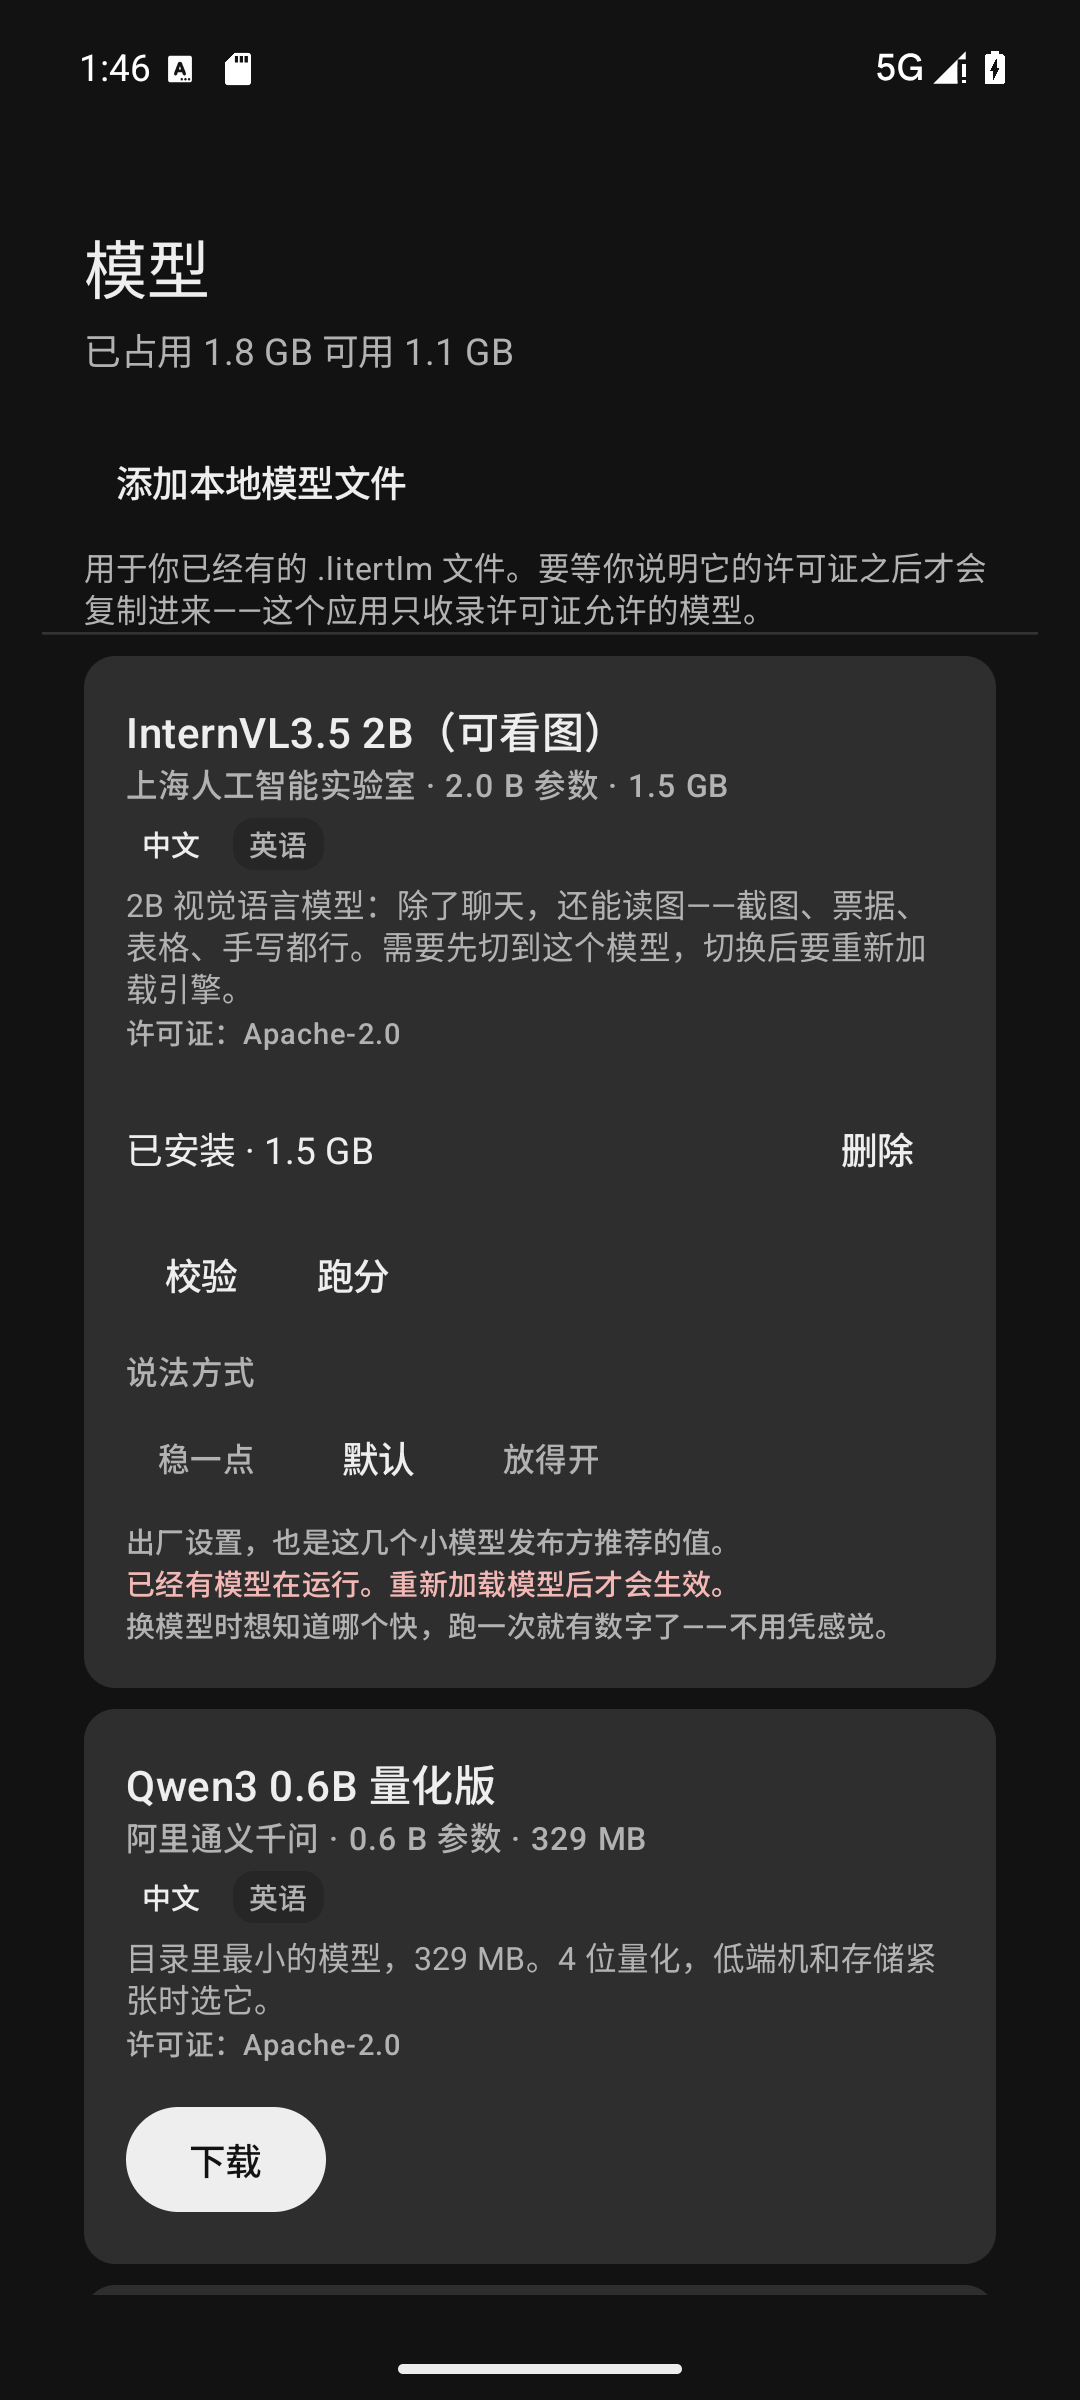 1:46
5G
模型
已占用 1.8 GB 可用 1.1 GB
添加本地模型文件
用于你已经有的 .litertlm 文件。要等你说明它的许可证之后才会
复制进来——这个应用只收录许可证允许的模型。
InternVL3.5 2B（可看图）
上海人工智能实验室 · 2.0 B 参数 · 1.5 GB
中文 英语
2B 视觉语言模型：除了聊天，还能读图——截图、票据、
表格、手写都行。需要先切到这个模型，切换后要重新加
载引擎。
许可证：Apache-2.0
已安装 · 1.5 GB 删除
校验 跑分
说法方式
稳一点 默认 放得开
出厂设置，也是这几个小模型发布方推荐的值。
已经有模型在运行。重新加载模型后才会生效。
换模型时想知道哪个快，跑一次就有数字了——不用凭感觉。
Qwen3 0.6B 量化版
阿里通义千问 · 0.6 B 参数 · 329 MB
中文 英语
目录里最小的模型，329 MB。4 位量化，低端机和存储紧
张时选它。
许可证：Apache-2.0
下载